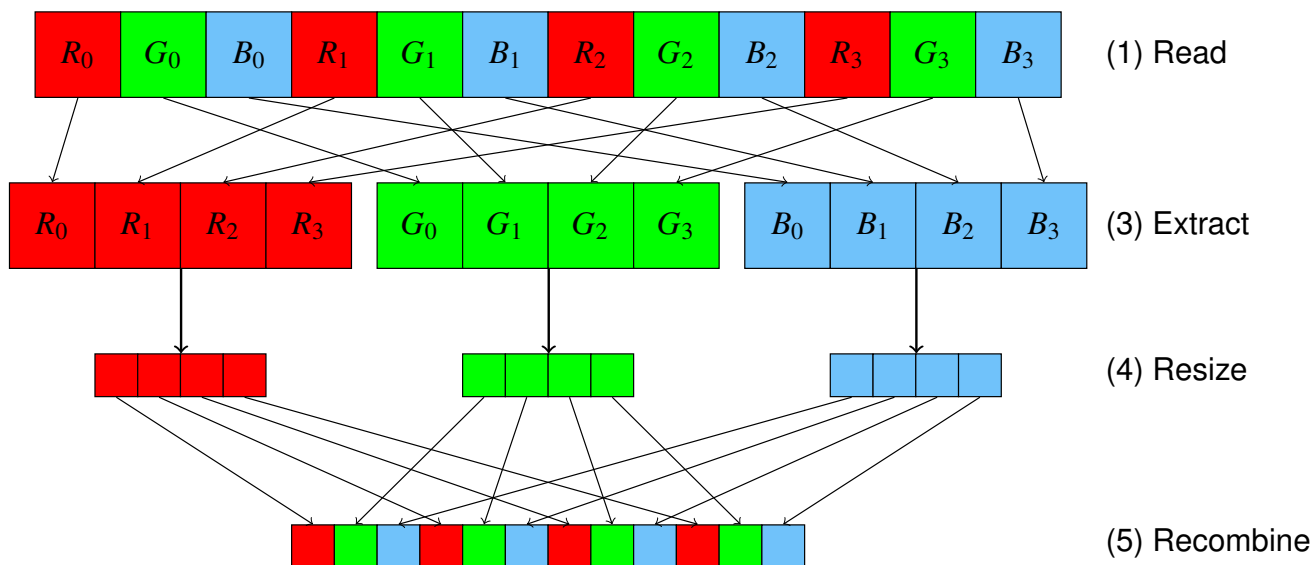 R₀ G₀ B₀ R₁ G₁ B₁ R₂ G₂ B₂ R₃ G₃ B₃ (1) Read
R₀ R₁ R₂ R₃ G₀ G₁ G₂ G₃ B₀ B₁ B₂ B₃ (3) Extract
(4) Resize
(5) Recombine